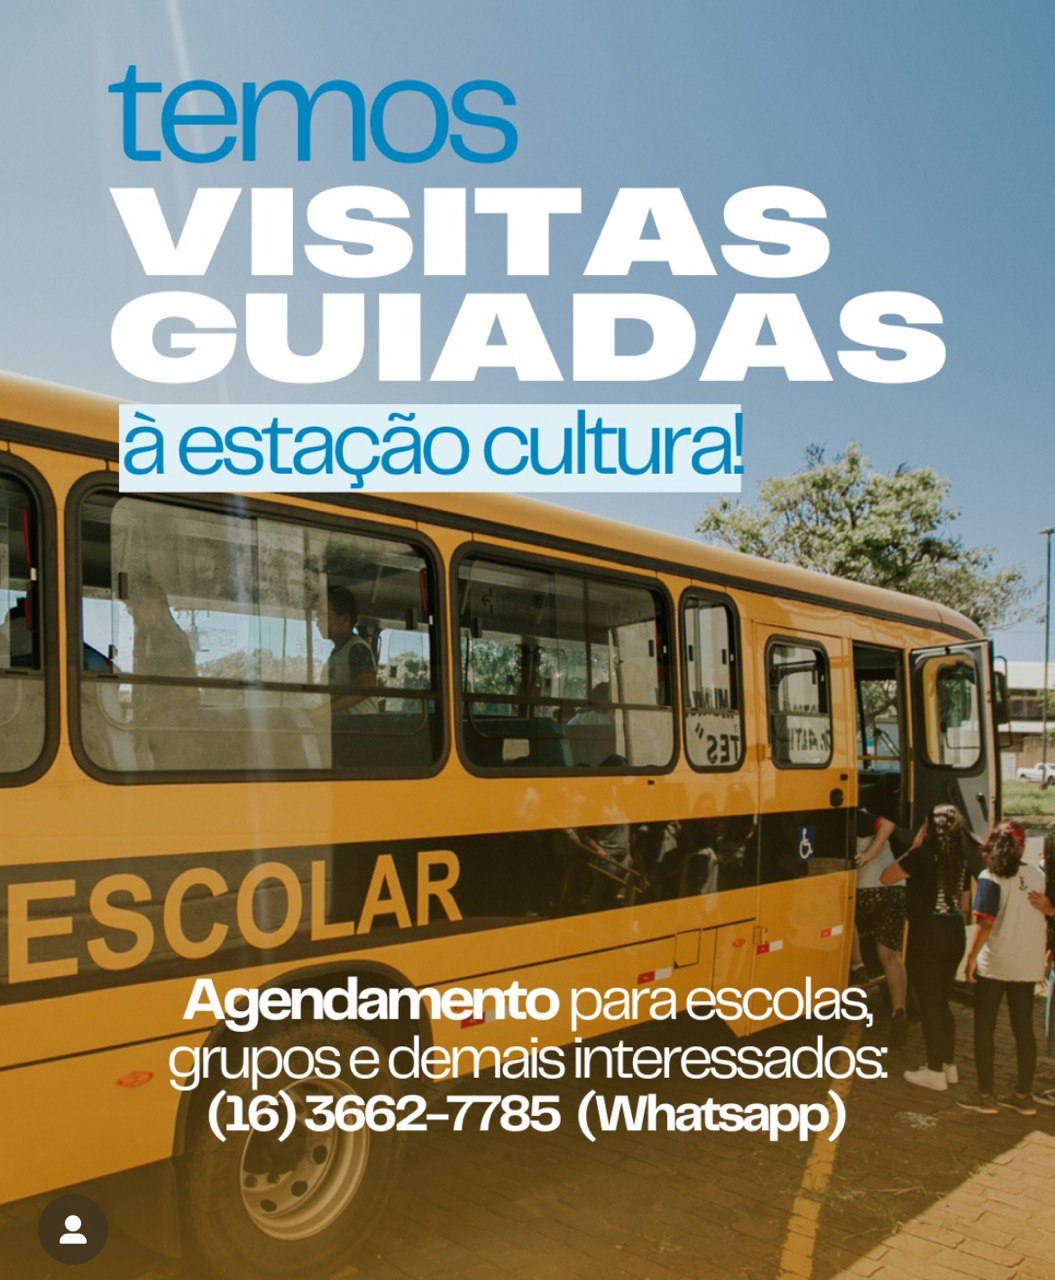 temos
VISITAS
GUIADAS
à estação cultura!
ESCOLAR
Agendamento para escolas,
grupos e demais interessados:
(16) 3662-7785 (Whatsapp)